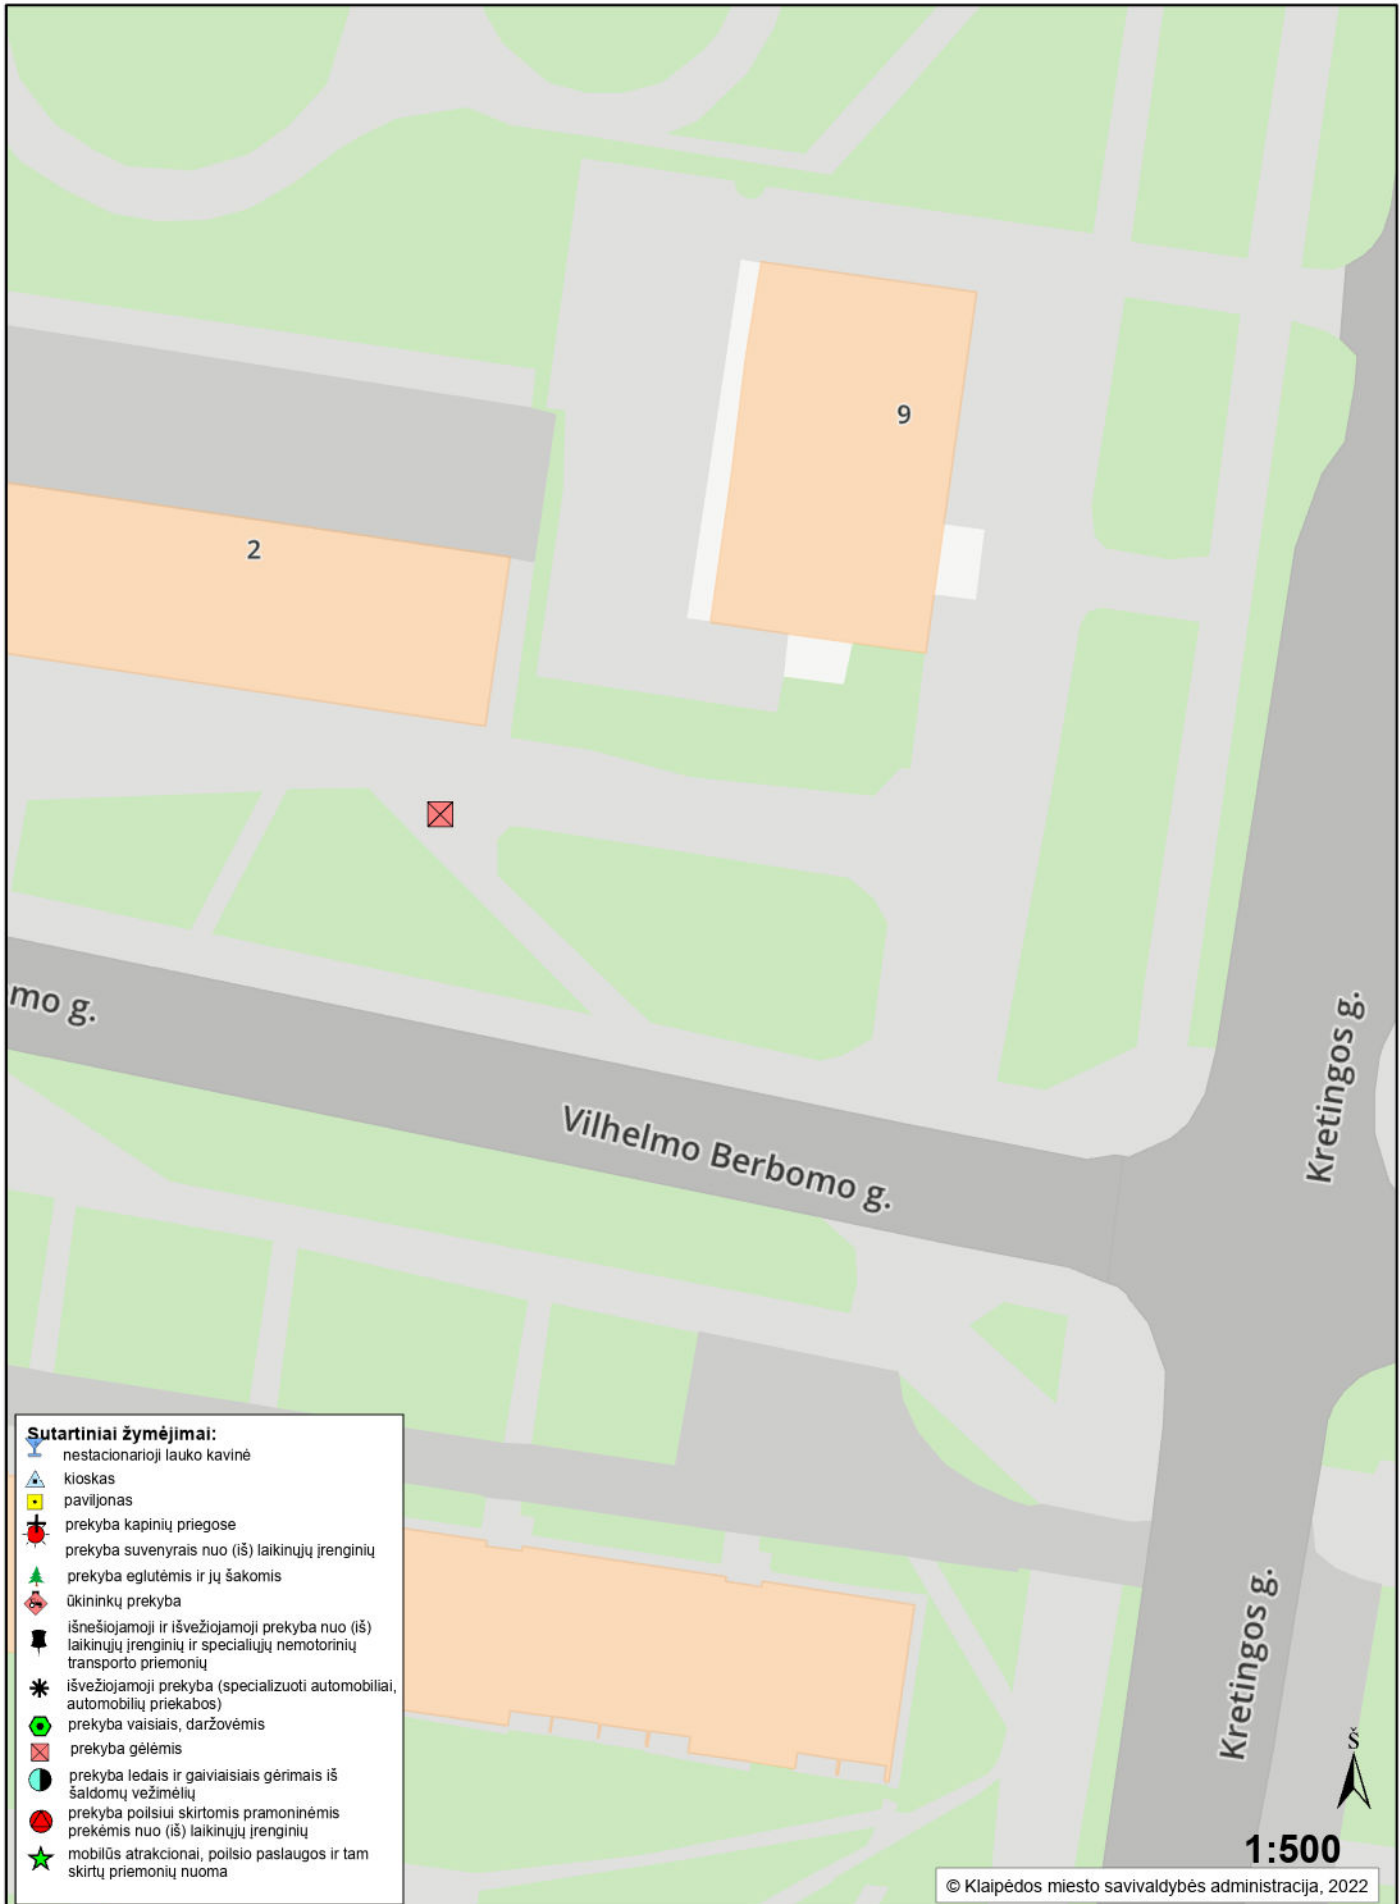 9
2
mo g.
Vilhelmo Berbomo g.
Kretingos g.
Kretingos g.
Sutartiniai žymėjimai:
nestacionarioji lauko kavinė
kioskas
paviljonas
prekyba kapinių priegose
prekyba suvenyrais nuo (iš) laikinųjų įrenginių
prekyba eglutėmis ir jų šakomis
ūkininkų prekyba
išnešiojamoji ir išvežiojamoji prekyba nuo (iš)
laikinųjų įrenginių ir specialiųjų nemotorinių
transporto priemonių
išvežiojamoji prekyba (specializuoti automobiliai,
automobilių priekabos)
prekyba vaisiais, daržovėmis
prekyba gėlėmis
prekyba ledais ir gaiviaisiais gėrimais iš
šaldomų vežimėlių
prekyba poilsiui skirtomis pramoninėmis
prekėmis nuo (iš) laikinųjų įrenginių
mobilūs atrakcionai, poilsio paslaugos ir tam
skirtų priemonių nuoma
Š
1:500
© Klaipėdos miesto savivaldybės administracija, 2022